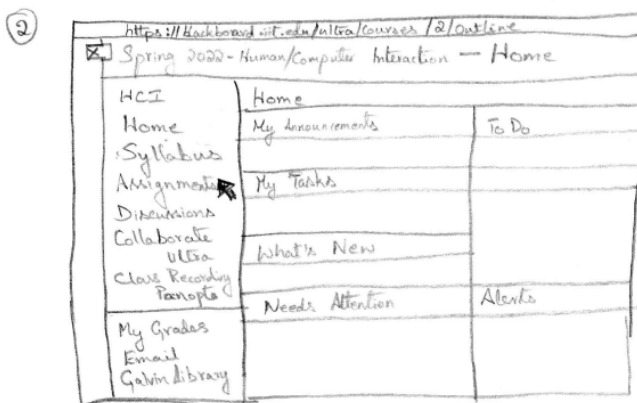 2
https://blackboard.iit.edu/ultra/courses/2/outline
Spring 2022 - Human/Computer Interaction — Home
HCI
Home
Syllabus
Assignments
Discussions
Collaborate
Ultra
Class Recording
Panopto
My Grades
Email
Galvin Library
Home
My Announcements
To Do
My Tasks
What's New
Needs Attention
Alerts